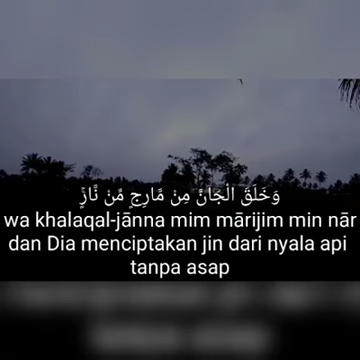 وَخَلَقَ الْجَاۤنَّ مِنْ مَّارِجٍ مِّنْ نَّارٍۚ
wa khalaqal-jānna mim mārijim min nār
dan Dia menciptakan jin dari nyala api
tanpa asap